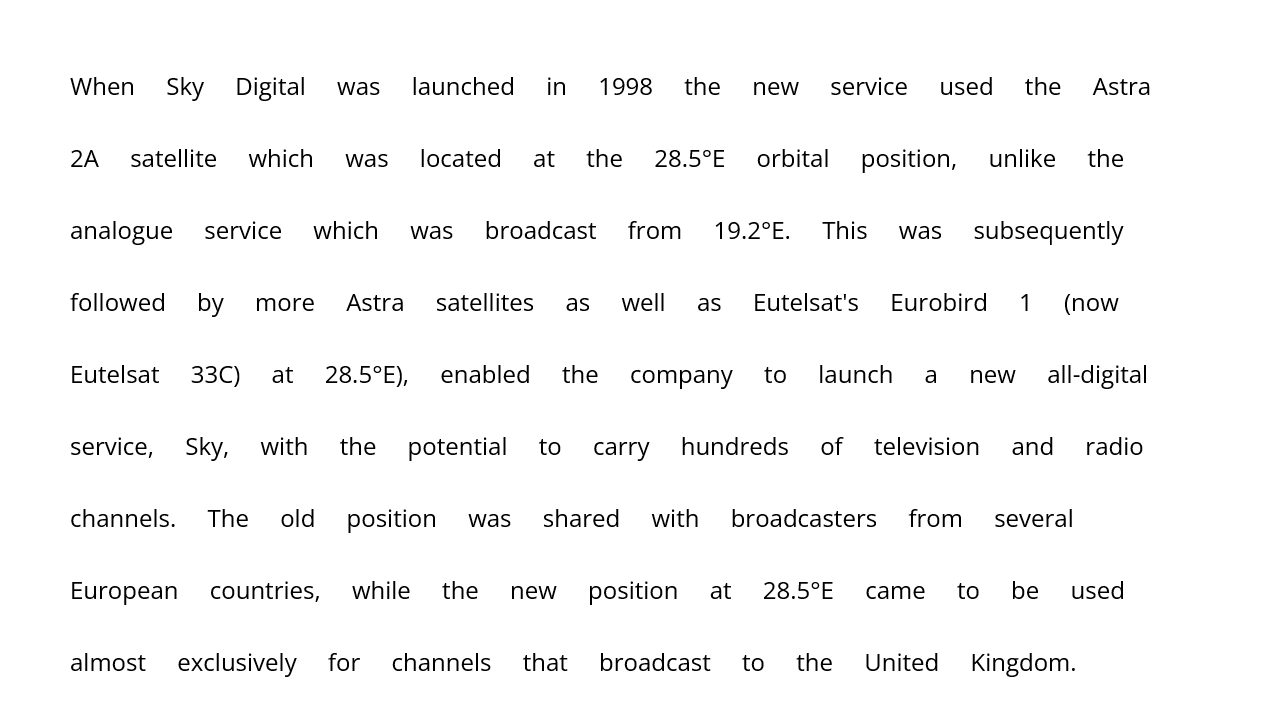 When Sky Digital was launched in 1998 the new service used the Astra
2A satellite which was located at the 28.5°E orbital position, unlike the
analogue service which was broadcast from 19.2°E. This was subsequently
followed by more Astra satellites as well as Eutelsat's Eurobird 1 (now
Eutelsat 33C) at 28.5°E), enabled the company to launch a new all-digital
service, Sky, with the potential to carry hundreds of television and radio
channels. The old position was shared with broadcasters from several
European countries, while the new position at 28.5°E came to be used
almost exclusively for channels that broadcast to the United Kingdom.